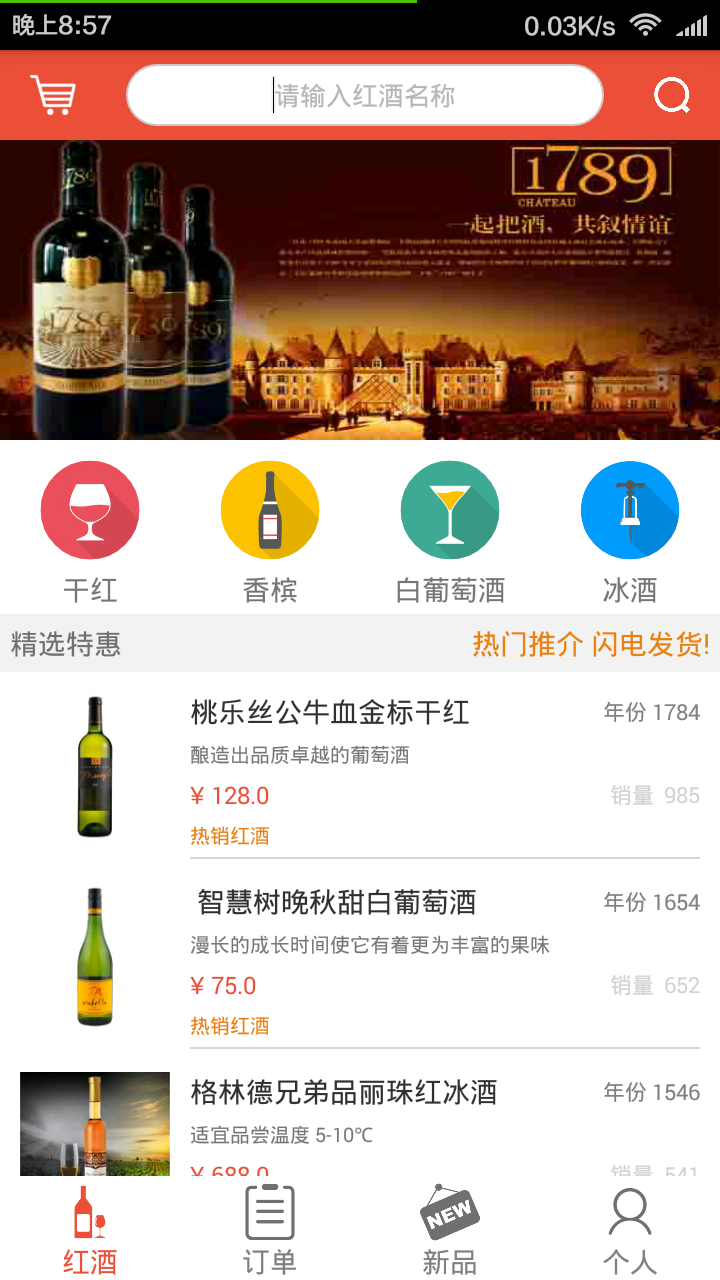 晚上8:57
0.03K/s
请输入红酒名称
1789
CHATEAU
一起把酒、共叙情谊
1789
1789
1789
干红
香槟
白葡萄酒
冰酒
精选特惠
热门推介 闪电发货!
桃乐丝公牛血金标干红
年份 1784
酿造出品质卓越的葡萄酒
¥ 128.0
销量 985
热销红酒
智慧树晚秋甜白葡萄酒
年份 1654
漫长的成长时间使它有着更为丰富的果味
¥ 75.0
销量 652
热销红酒
格林德兄弟品丽珠红冰酒
年份 1546
适宜品尝温度 5-10℃
¥ 688.0
销量 541
NEW
红酒
订单
新品
个人